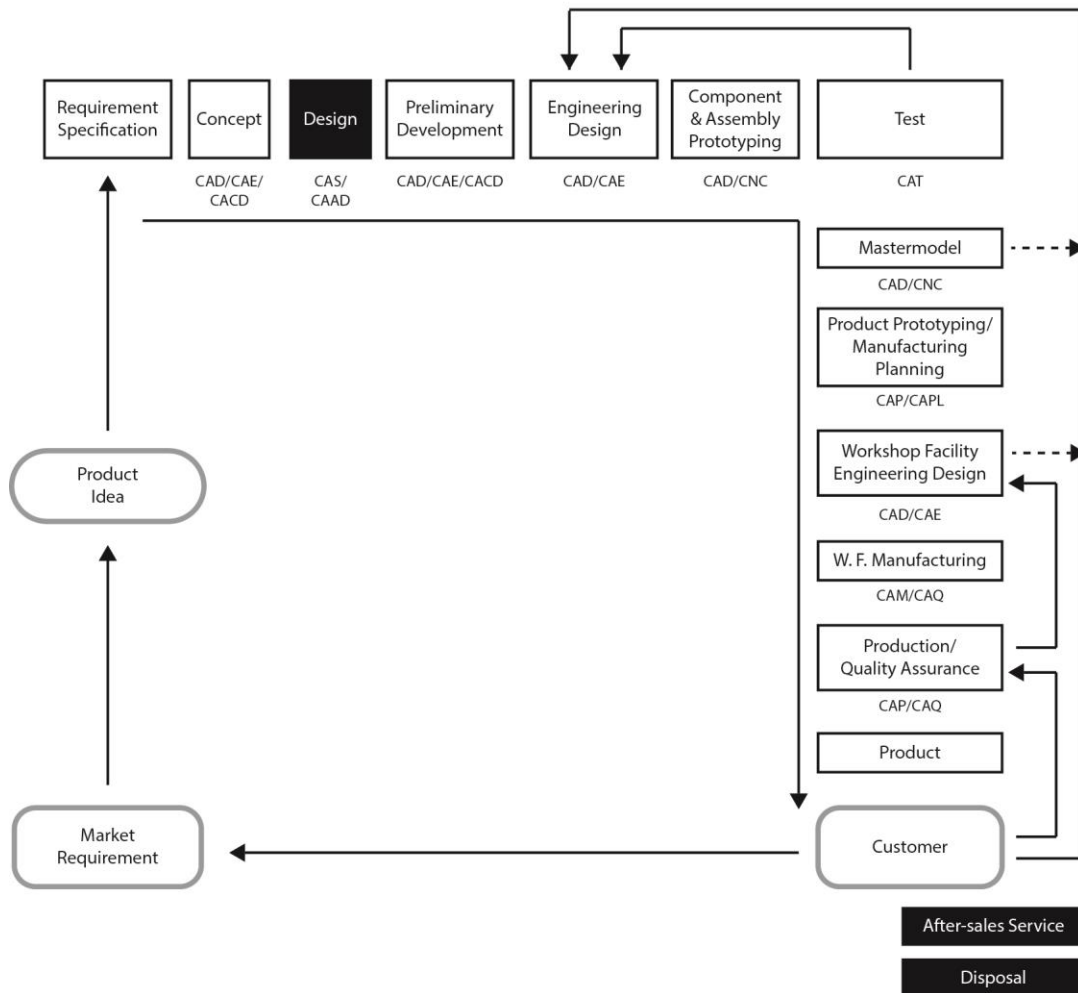 Requirement
Specification
Concept
Design
Preliminary
Development
Engineering
Design
Component
& Assembly
Prototyping
Test
CAD/CAE/
CACD
CAS/
CAAD
CAD/CAE/CACD
CAD/CAE
CAD/CNC
CAT
Mastermodel
CAD/CNC
Product Prototyping/
Manufacturing
Planning
CAP/CAPL
Workshop Facility
Engineering Design
CAD/CAE
W. F. Manufacturing
CAM/CAQ
Production/
Quality Assurance
CAP/CAQ
Product
Customer
Product
Idea
Market
Requirement
After-sales Service
Disposal